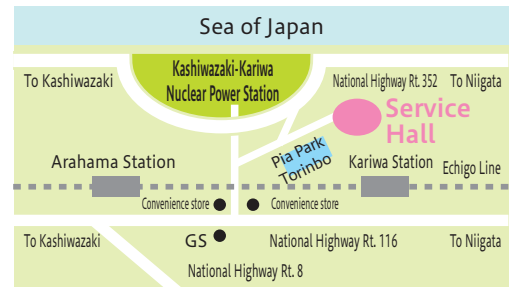 Sea of Japan
To Kashiwazaki
Kashiwazaki-Kariwa
Nuclear Power Station
National Highway Rt. 352
To Niigata
Service
Hall
Pia Park
Torinbo
Arahama Station
Kariwa Station
Echigo Line
Convenience store
Convenience store
To Kashiwazaki
GS
National Highway Rt. 116
To Niigata
National Highway Rt. 8